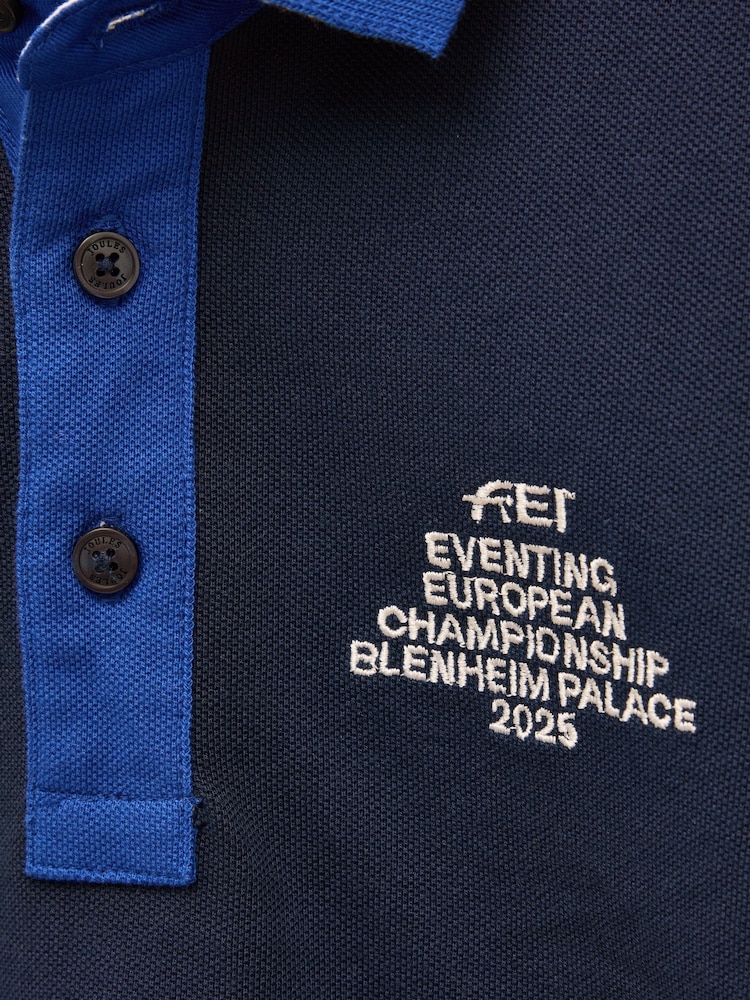 JOULES
JOULES
FEI
EVENTING
EUROPEAN
CHAMPIONSHIP
BLENHEIM PALACE
2025